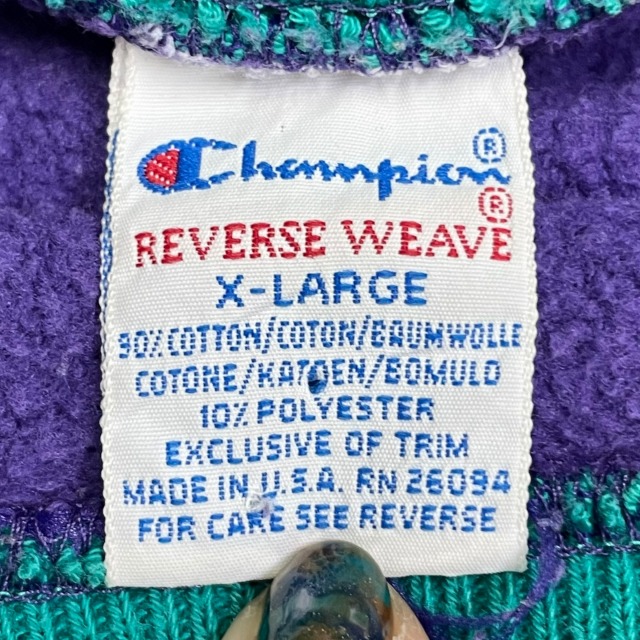 Champion®
REVERSE WEAVE®
X-LARGE
90% COTTON/COTON/BAUMWOLLE
COTONE/KATOEN/BOMULD
10% POLYESTER
EXCLUSIVE OF TRIM
MADE IN U.S.A. RN 26094
FOR CARE SEE REVERSE